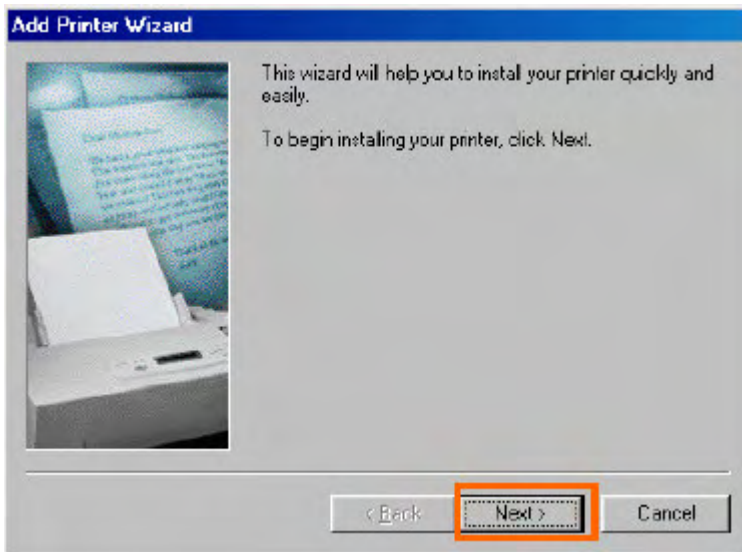 Add Printer Wizard
This wizard will help you to install your printer quickly and
easily.
To begin installing your printer, click Next.
< Back
Next >
Cancel